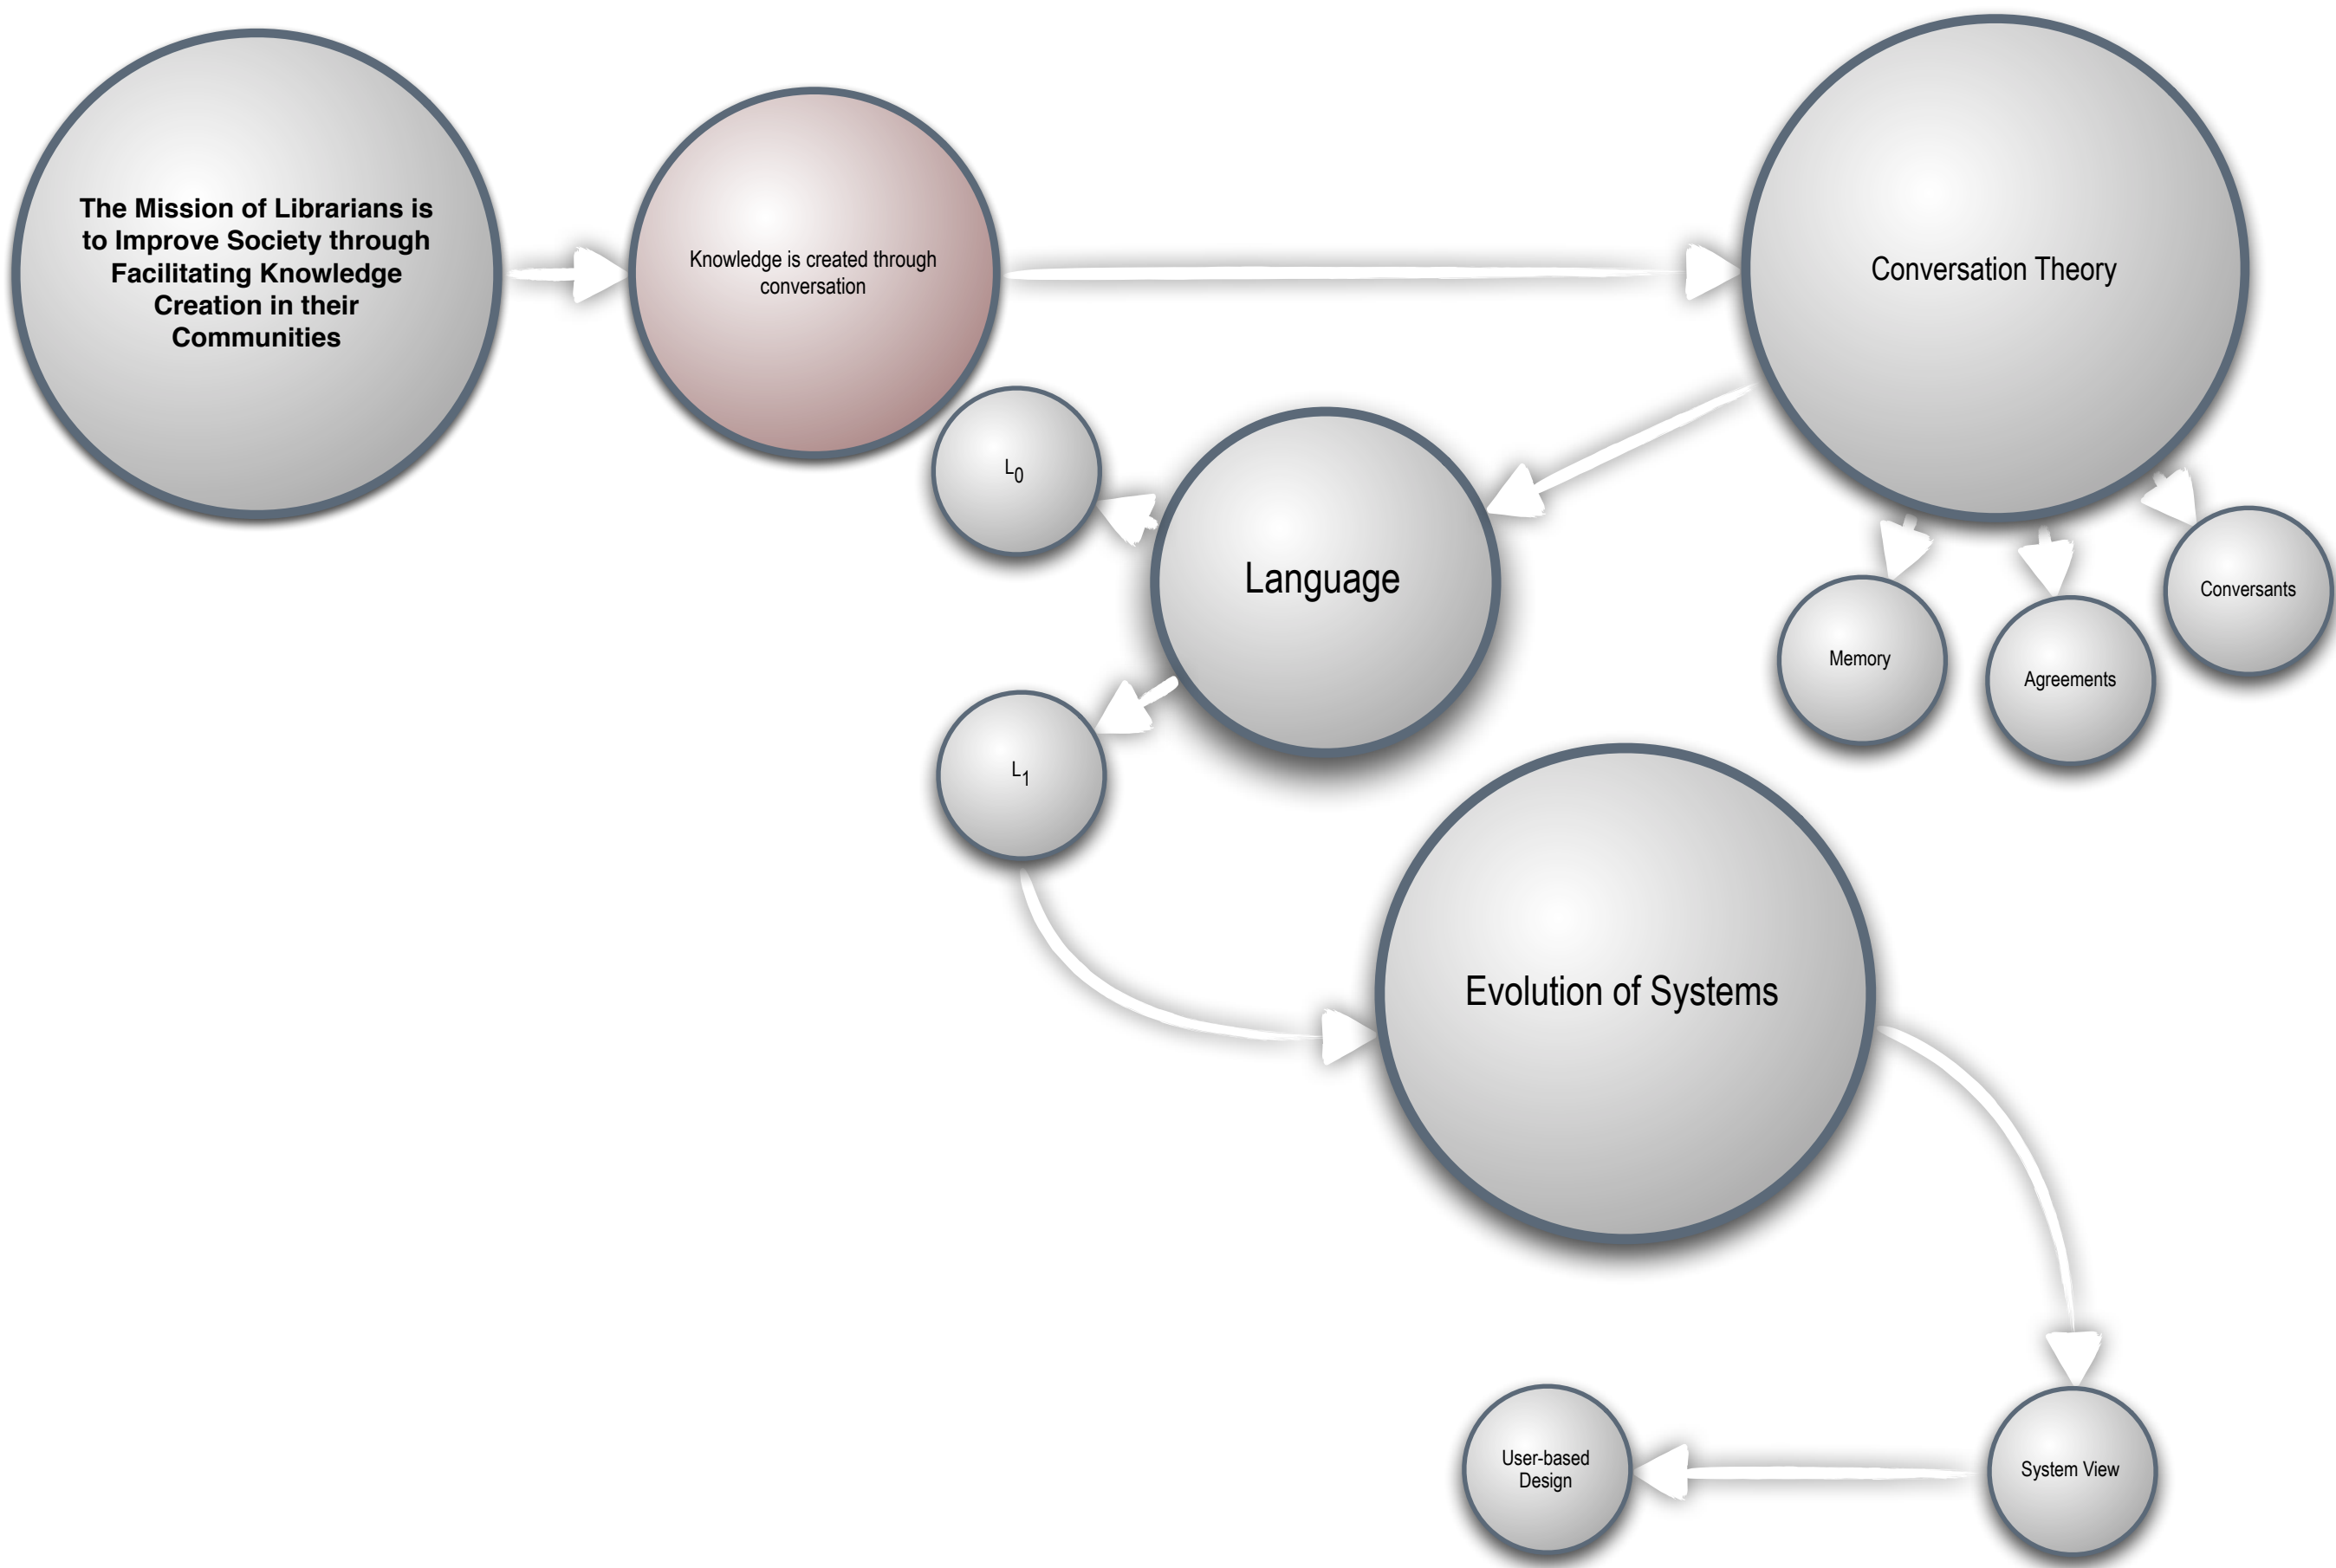 The Mission of Librarians is
to Improve Society through
Facilitating Knowledge
Creation in their
Communities
Knowledge is created through
conversation
Conversation Theory
L0
Language
Conversants
Memory
Agreements
L1
Evolution of Systems
User-based
Design
System View